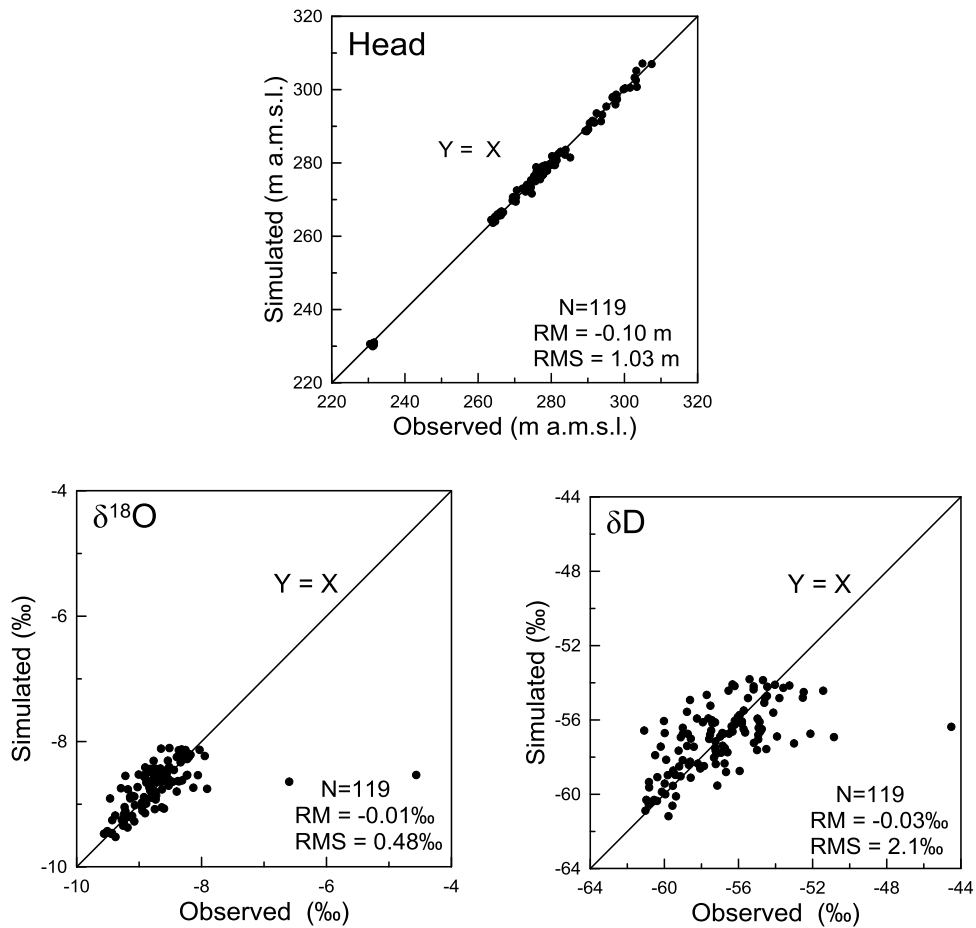 Head
Y = X
N=119
RM = -0.10 m
RMS = 1.03 m
320
300
280
260
240
220
220 240 260 280 300 320
Simulated (m a.m.s.l.)
Observed (m a.m.s.l.)
δ¹⁸O
Y = X
N=119
RM = -0.01‰
RMS = 0.48‰
-4
-6
-8
-10
-10 -8 -6 -4
Simulated (‰)
Observed (‰)
δD
Y = X
N=119
RM = -0.03‰
RMS = 2.1‰
-44
-48
-52
-56
-60
-64
-64 -60 -56 -52 -48 -44
Simulated (‰)
Observed (‰)